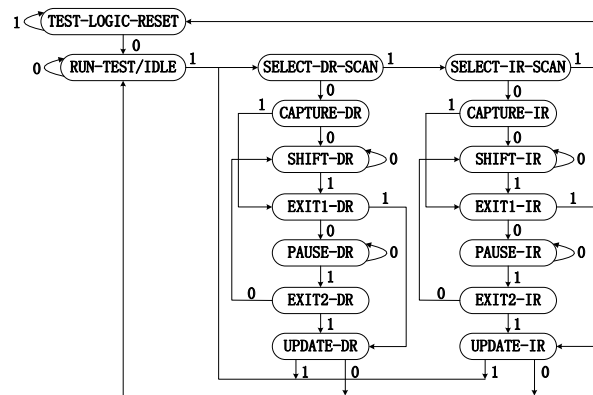 1 TEST-LOGIC-RESET
0
0 RUN-TEST/IDLE 1 SELECT-DR-SCAN 1 SELECT-IR-SCAN 1
0 0
1 CAPTURE-DR 1 CAPTURE-IR
0 0
SHIFT-DR 0 SHIFT-IR 0
1 1
EXIT1-DR 1 EXIT1-IR 1
0 0
PAUSE-DR 0 PAUSE-IR 0
1 1
0 EXIT2-DR 0 EXIT2-IR
1 1
UPDATE-DR UPDATE-IR
1 0 1 0